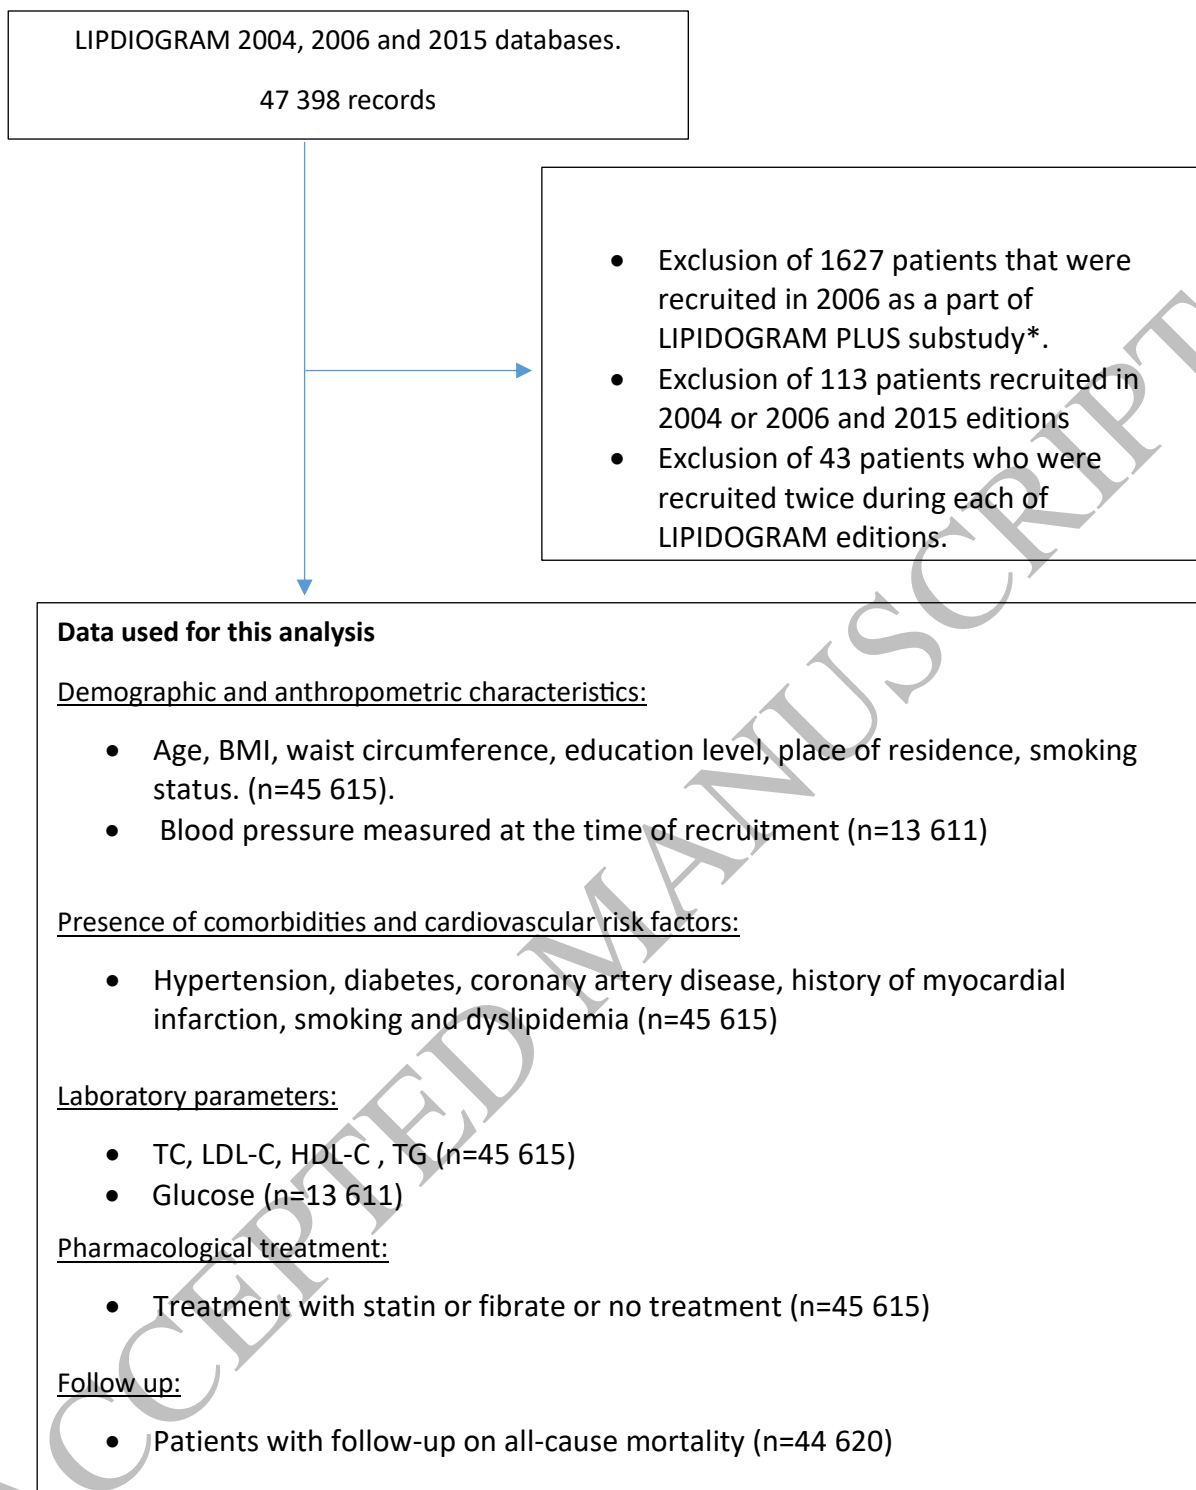 LIPDIOGRAM 2004, 2006 and 2015 databases.
47 398 records
• Exclusion of 1627 patients that were
recruited in 2006 as a part of
LIPIDOGRAM PLUS substudy*.
• Exclusion of 113 patients recruited in
2004 or 2006 and 2015 editions
• Exclusion of 43 patients who were
recruited twice during each of
LIPIDOGRAM editions.
Data used for this analysis
Demographic and anthropometric characteristics:
• Age, BMI, waist circumference, education level, place of residence, smoking
status. (n=45 615).
• Blood pressure measured at the time of recruitment (n=13 611)
Presence of comorbidities and cardiovascular risk factors:
• Hypertension, diabetes, coronary artery disease, history of myocardial
infarction, smoking and dyslipidemia (n=45 615)
Laboratory parameters:
• TC, LDL-C, HDL-C , TG (n=45 615)
• Glucose (n=13 611)
Pharmacological treatment:
• Treatment with statin or fibrate or no treatment (n=45 615)
Follow up:
• Patients with follow-up on all-cause mortality (n=44 620)
ACCEPTED MANUSCRIPT